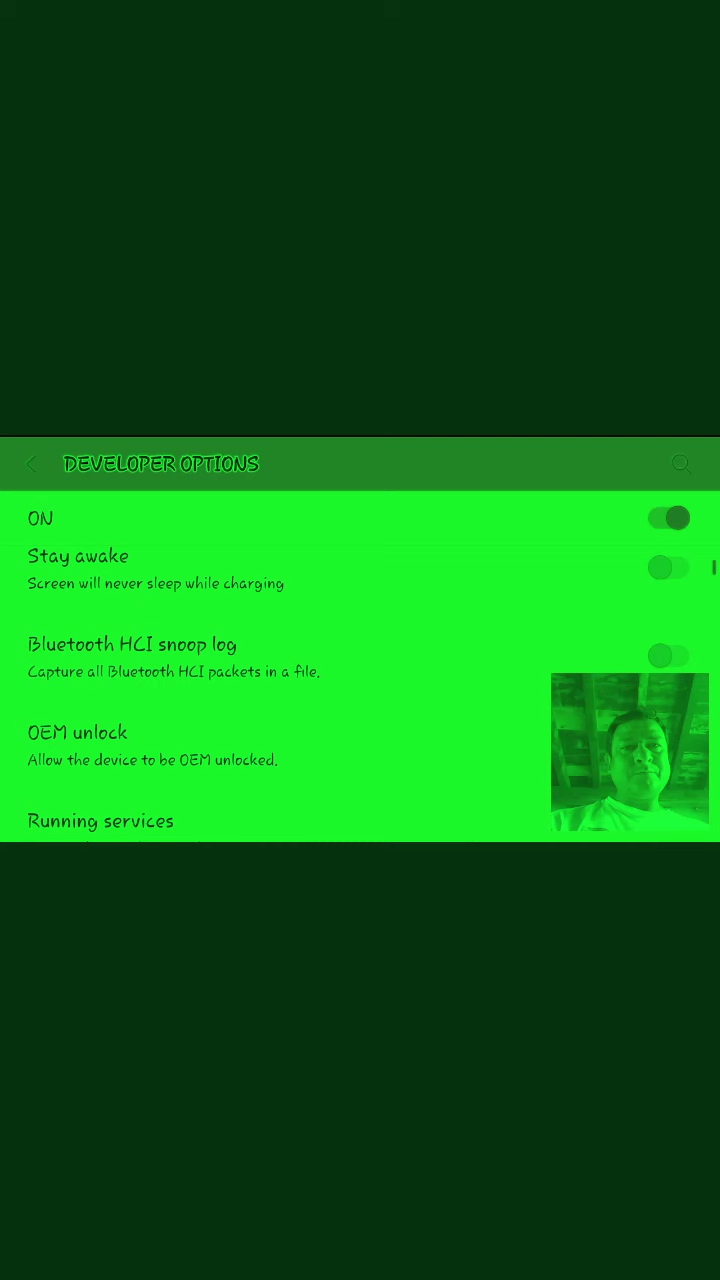 DEVELOPER OPTIONS
ON
Stay awake
Screen will never sleep while charging
Bluetooth HCI snoop log
Capture all Bluetooth HCI packets in a file.
OEM unlock
Allow the device to be OEM unlocked.
Running services